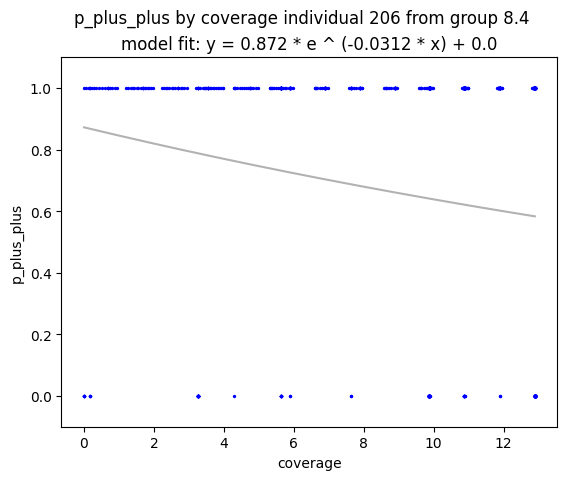 p_plus_plus by coverage individual 206 from group 8.4
model fit: y = 0.872 * e ^ (-0.0312 * x) + 0.0
1.0
0.8
0.6
0.4
0.2
0.0
p_plus_plus
0 2 4 6 8 10 12
coverage